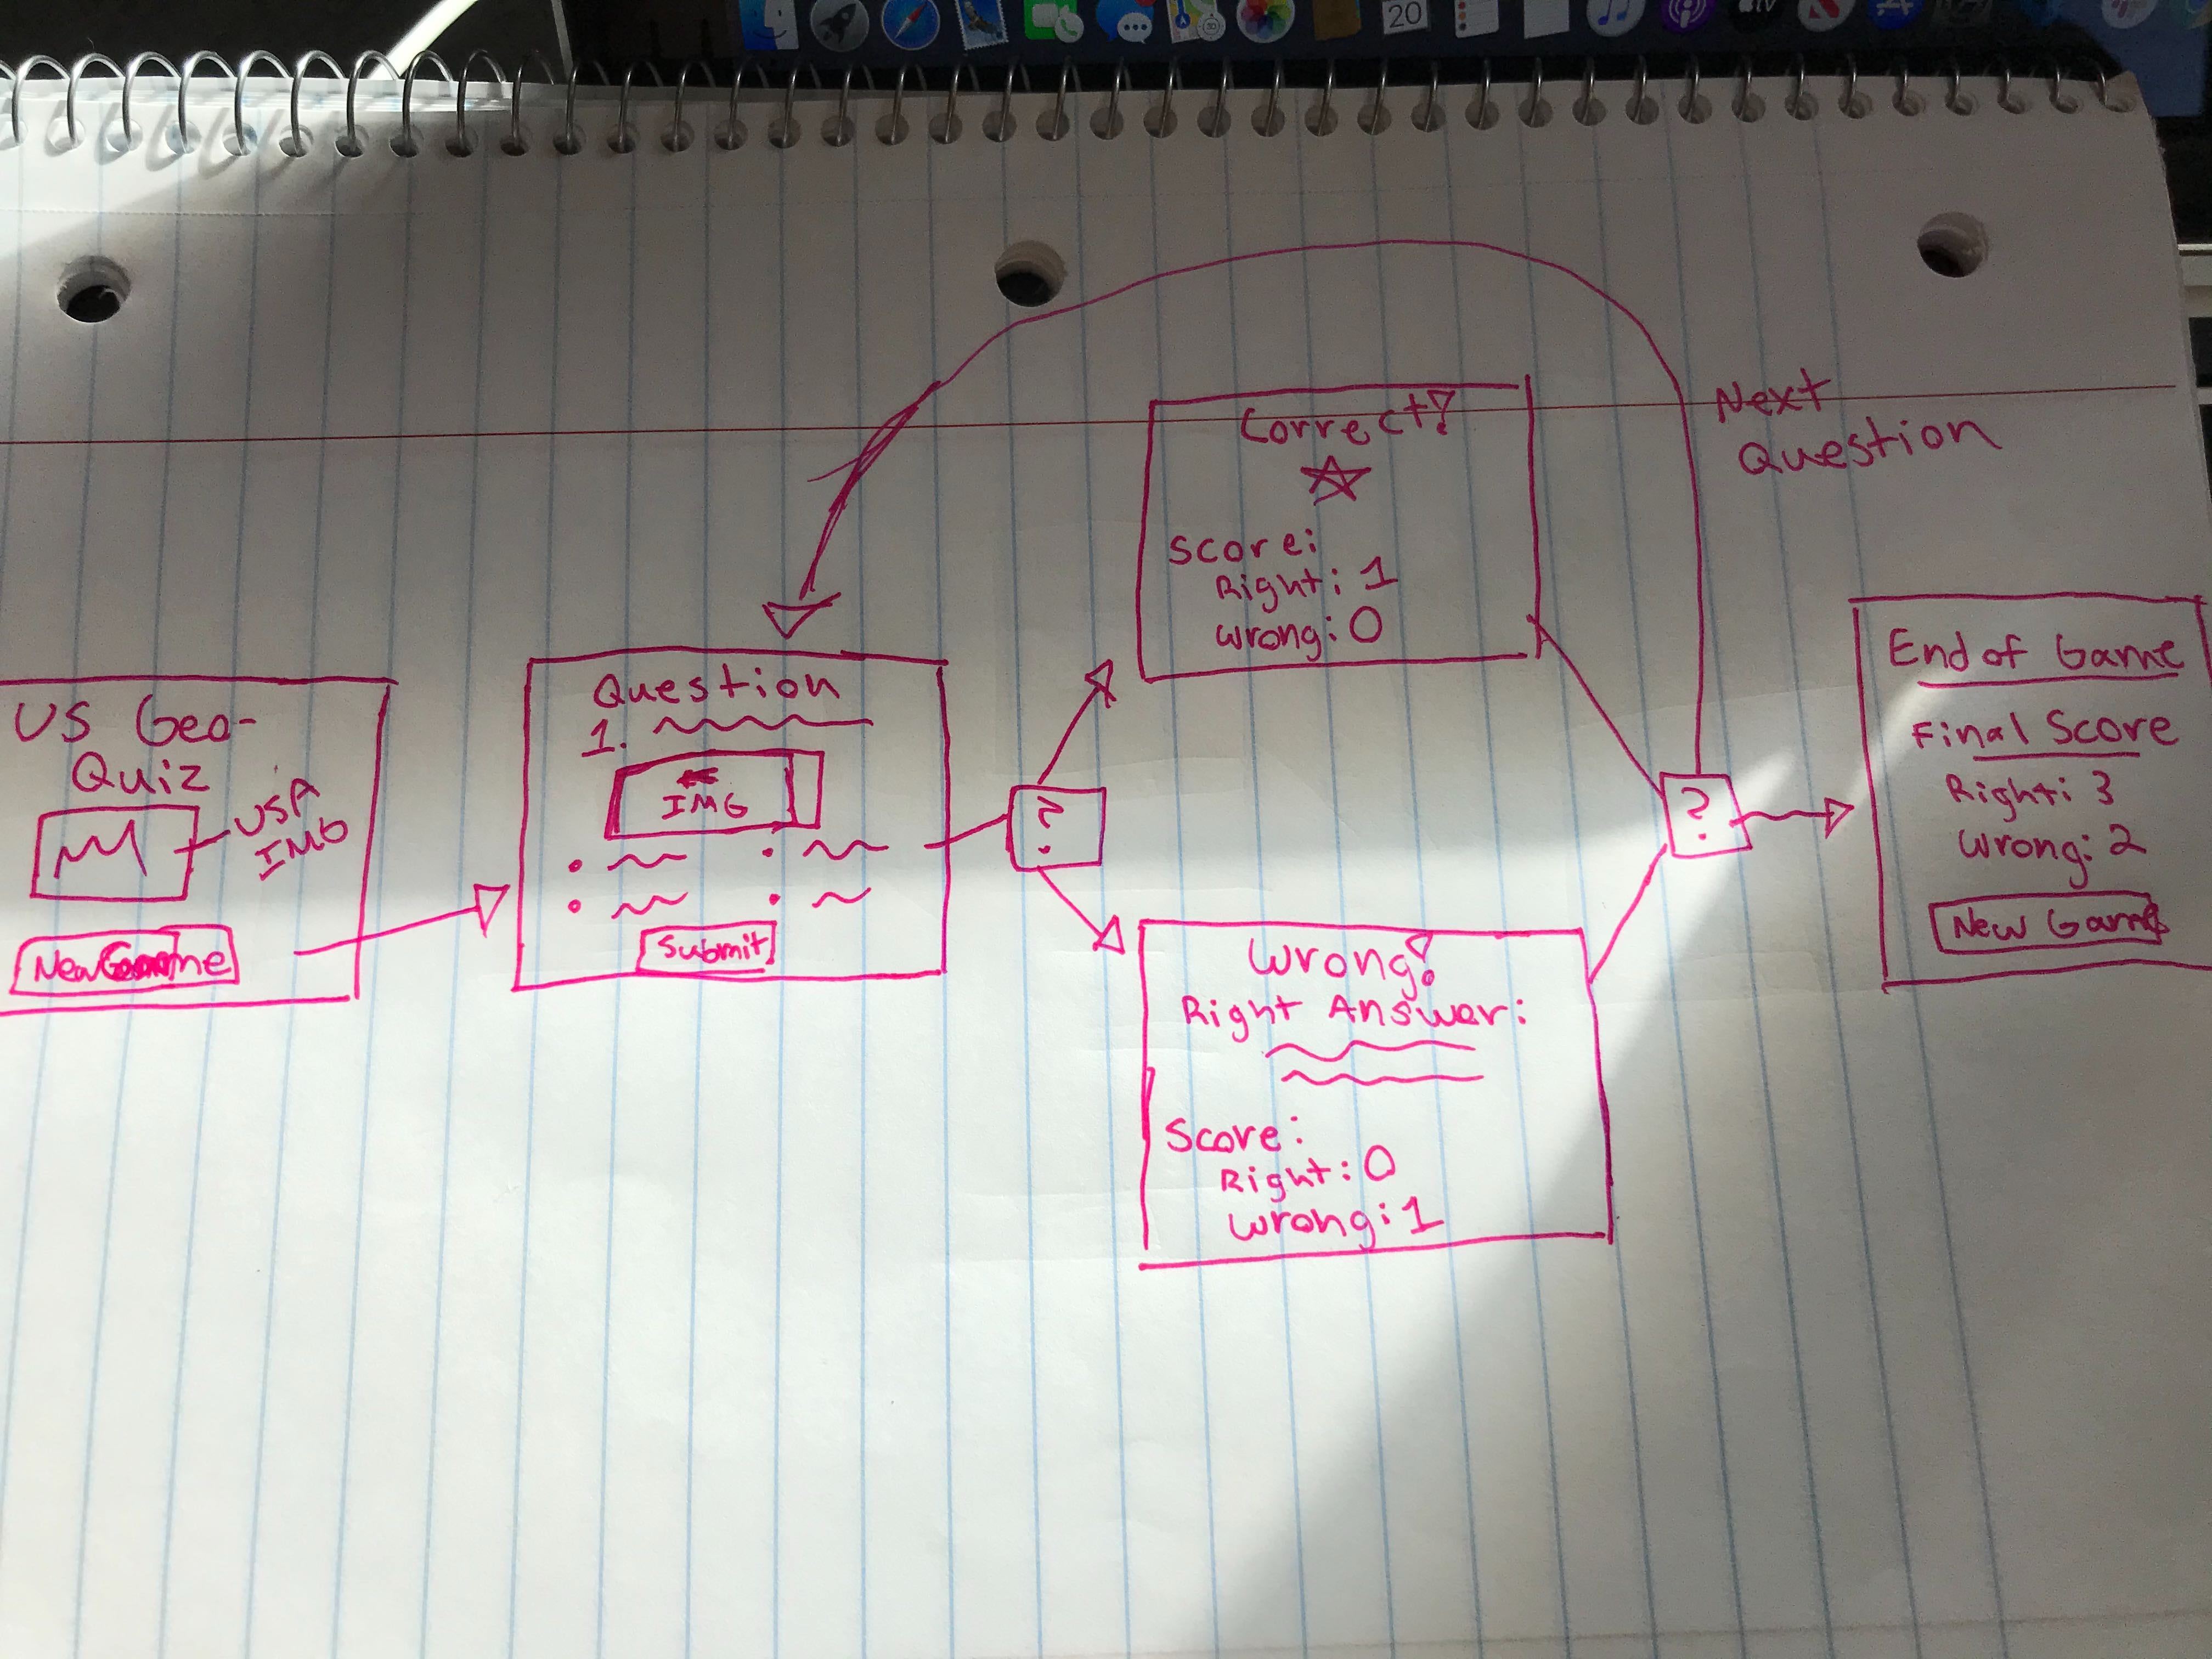 20
US Geo-
Quiz
USA
IMG
New Game
Question
1.
IMG
Submit
?
Correct!
Score:
Right: 1
Wrong: 0
Wrong!
Right Answer:
Score:
Right: 0
Wrong: 1
?
Next
Question
End of Game
Final Score
Right: 3
Wrong: 2
New Game